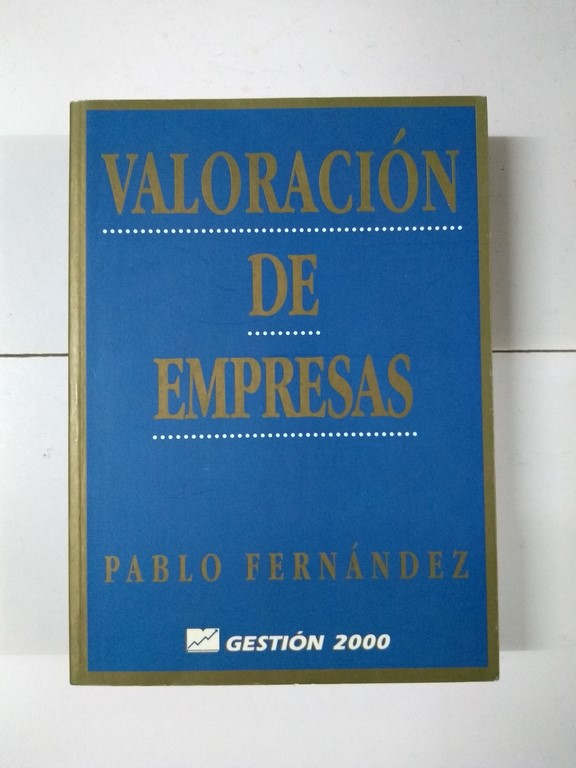 VALORACIÓN
DE
EMPRESAS
PABLO FERNÁNDEZ
GESTIÓN 2000